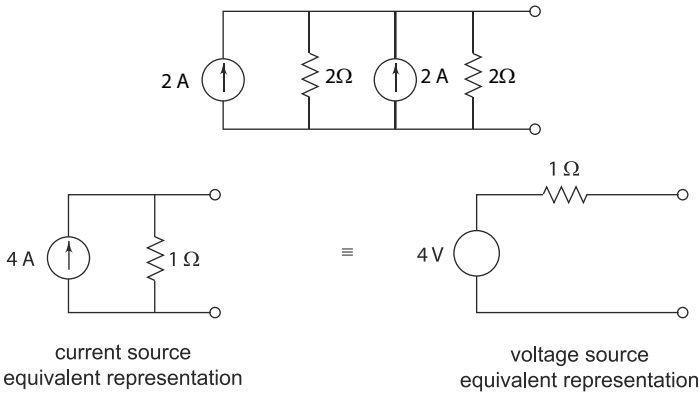 2 A 2Ω 2 A 2Ω
1 Ω
4 A 1 Ω ≡ 4 V
current source
equivalent representation
voltage source
equivalent representation